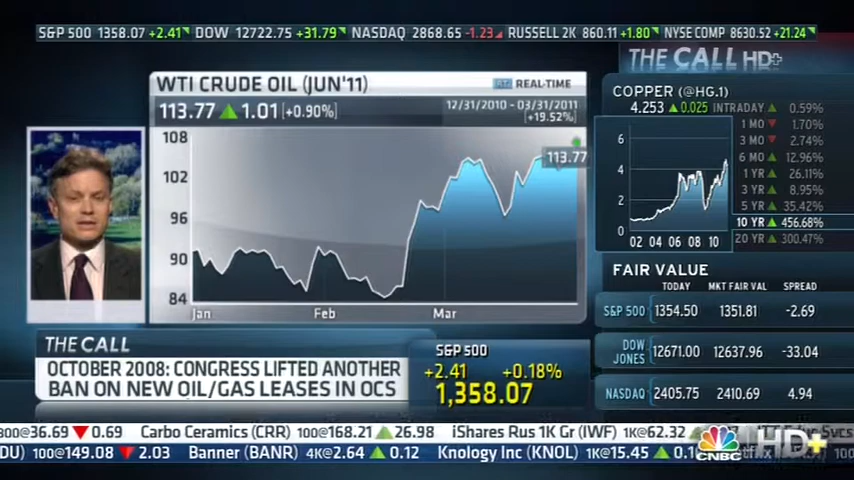 S&P 500 1358.07 +2.41 DOW 12722.75 +31.79 NASDAQ 2868.65 -1.23 RUSSELL 2K 860.11 +1.80 NYSE COMP 8630.52 +21.24
THE CALL HD+
WTI CRUDE OIL (JUN'11)
RT REAL-TIME
113.77 1.01 [+0.90%]
12/31/2010 - 03/31/2011
[+19.52%]
108
102
96
90
84
113.77
Jan Feb Mar
COPPER (@HG.1)
4.253 0.025 INTRADAY 0.59%
1 MO 1.70%
3 MO 2.74%
6 MO 12.96%
1 YR 26.11%
3 YR 8.95%
5 YR 35.42%
10 YR 456.68%
20 YR 300.47%
6
4
2
0
02 04 06 08 10
FAIR VALUE
TODAY MKT FAIR VAL SPREAD
S&P 500 1354.50 1351.81 -2.69
DOW JONES 12671.00 12637.96 -33.04
NASDAQ 2405.75 2410.69 4.94
THE CALL
OCTOBER 2008: CONGRESS LIFTED ANOTHER
BAN ON NEW OIL/GAS LEASES IN OCS
S&P 500
+2.41 +0.18%
1,358.07
300@36.69 0.69 Carbo Ceramics (CRR) 100@168.21 26.98 iShares Rus 1K Gr (IWF) 1K@62.32 Svcs
DU) 100@149.08 2.03 Banner (BANR) 4K@2.64 0.12 Knology Inc (KNOL) 1K@15.45 100
CNBC HD+